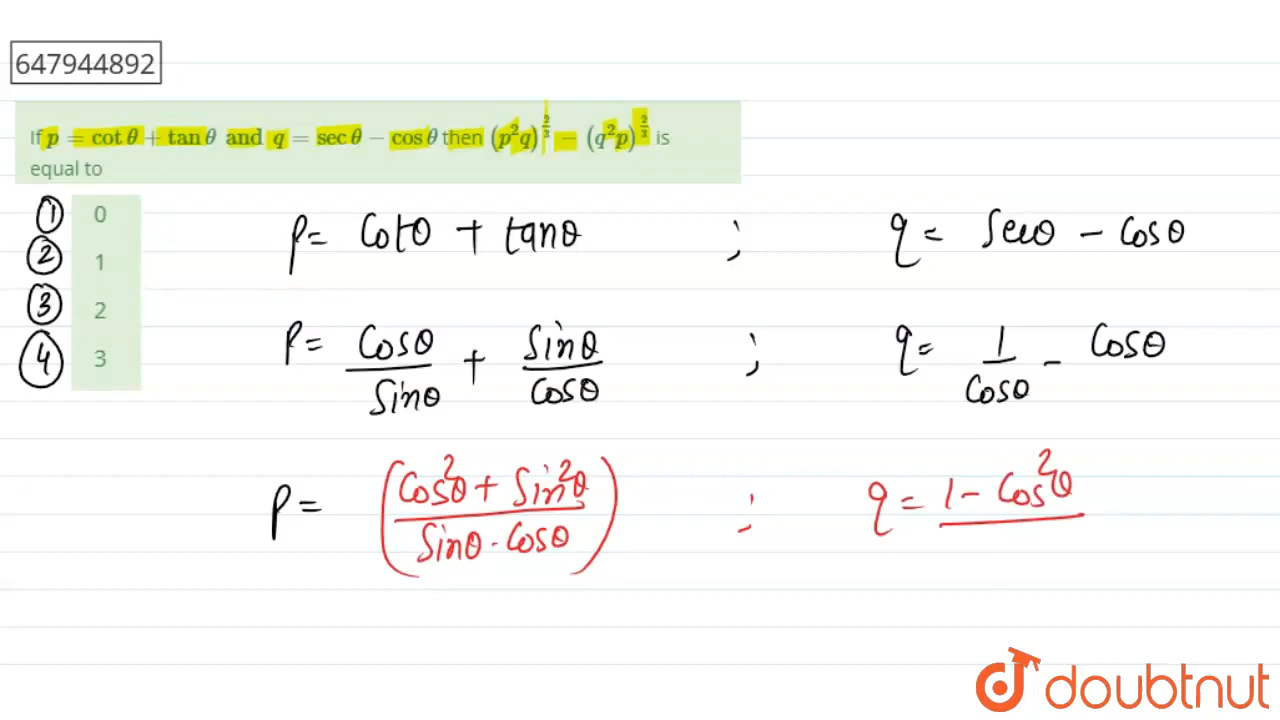 647944892
If p = cot θ + tan θ and q = sec θ − cos θ then (p²q)^(2/3) − (q²p)^(2/3) is
equal to
① 0
② 1
③ 2
④ 3
p = Cotθ + tanθ ; q = Secθ − Cosθ
p = Cosθ/Sinθ + Sinθ/Cosθ ; q = 1/Cosθ − Cosθ
p = (Cos²θ + Sin²θ / Sinθ·Cosθ) ; q = 1 − Cos²θ
doubtnut